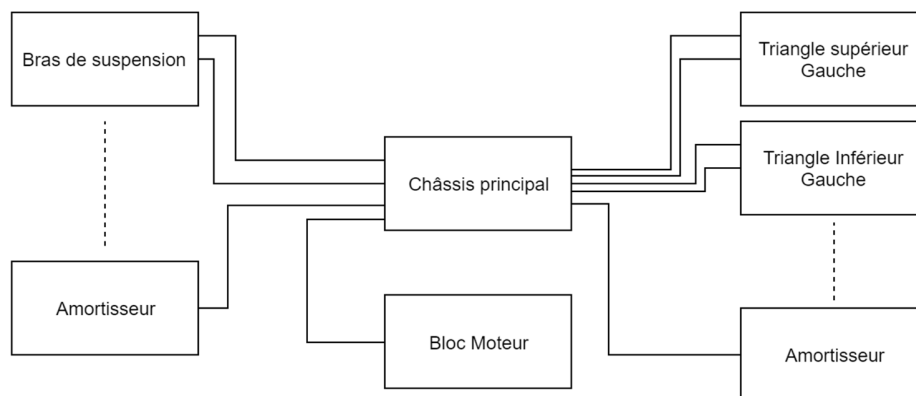 Bras de suspension
Triangle supérieur
Gauche
Triangle Inférieur
Gauche
Châssis principal
Amortisseur
Bloc Moteur
Amortisseur